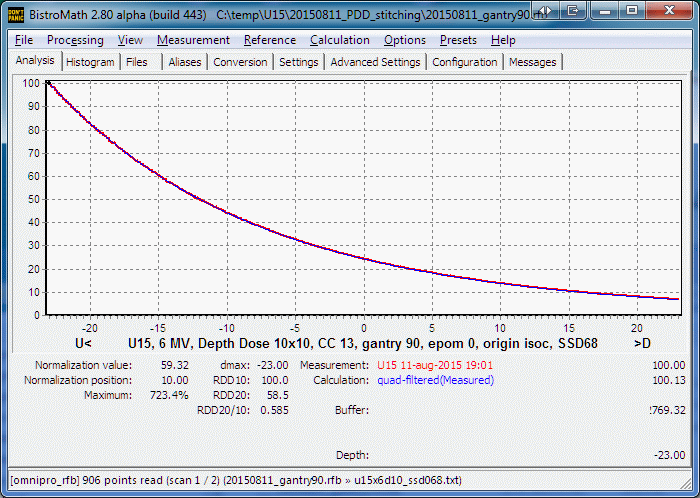 DON'T PANIC BistroMath 2.80 alpha (build 443) C:\temp\U15\20150811_PDD_stitching\20150811_gantry90
File Processing View Measurement Reference Calculation Options Presets Help
Analysis Histogram Files Aliases Conversion Settings Advanced Settings Configuration Messages
100
90
80
70
60
50
40
30
20
10
0
-20 -15 -10 -5 0 5 10 15 20
U< U15, 6 MV, Depth Dose 10x10, CC 13, gantry 90, epom 0, origin isoc, SSD68 >D
Normalization value: 59.32 dmax: -23.00 Measurement: U15 11-aug-2015 19:01 100.00
Normalization position: 10.00 RDD10: 100.0 Calculation: quad-filtered(Measured) 100.13
Maximum: 723.4% RDD20: 58.5
RDD20/10: 0.585 Buffer: !769.32
Depth: -23.00
[omnipro_rfb] 906 points read (scan 1 / 2) (20150811_gantry90.rfb » u15x6d10_ssd068.txt)